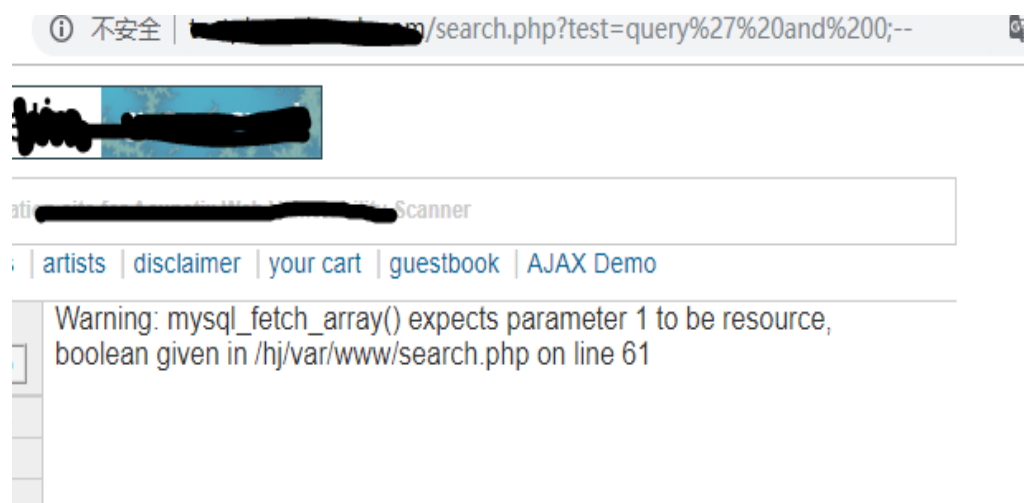 不安全 /search.php?test=query%27%20and%200;--
Scanner
artists disclaimer your cart guestbook AJAX Demo
Warning: mysql_fetch_array() expects parameter 1 to be resource,
boolean given in /hj/var/www/search.php on line 61